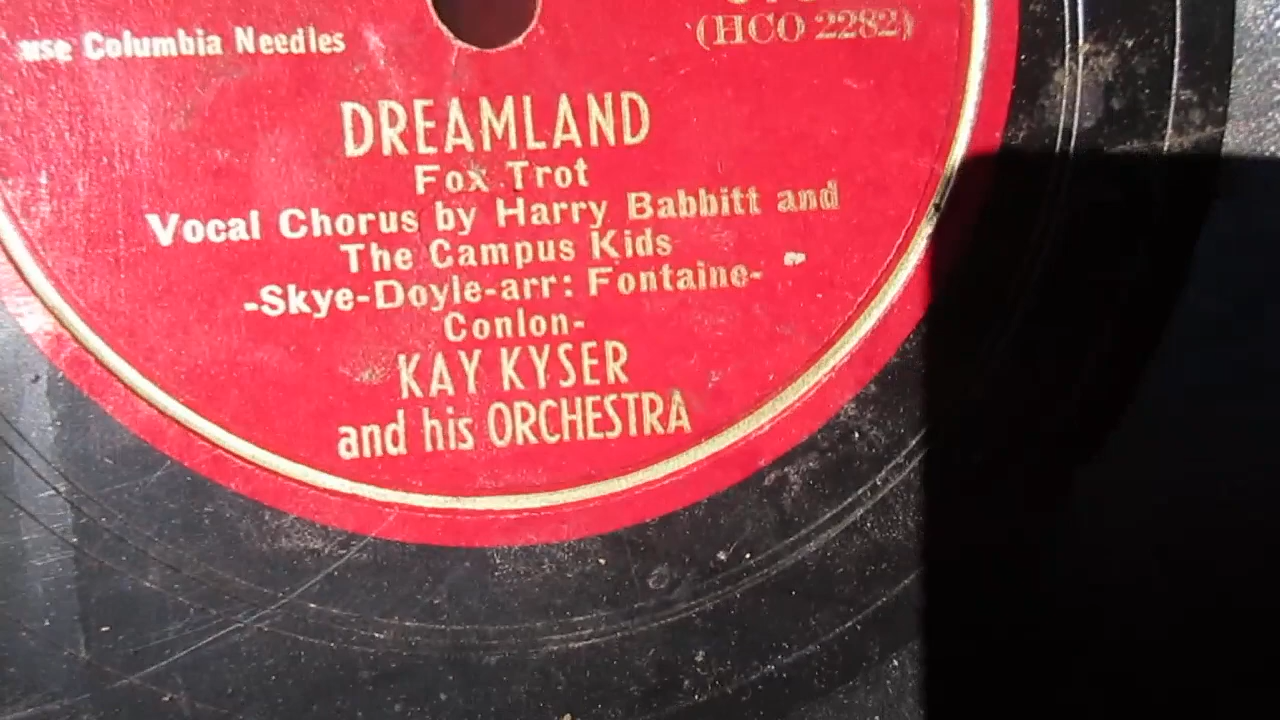 use Columbia Needles
(HCO 2282)
DREAMLAND
Fox Trot
Vocal Chorus by Harry Babbitt and
The Campus Kids
-Skye-Doyle-arr: Fontaine-
Conlon-
KAY KYSER
and his ORCHESTRA